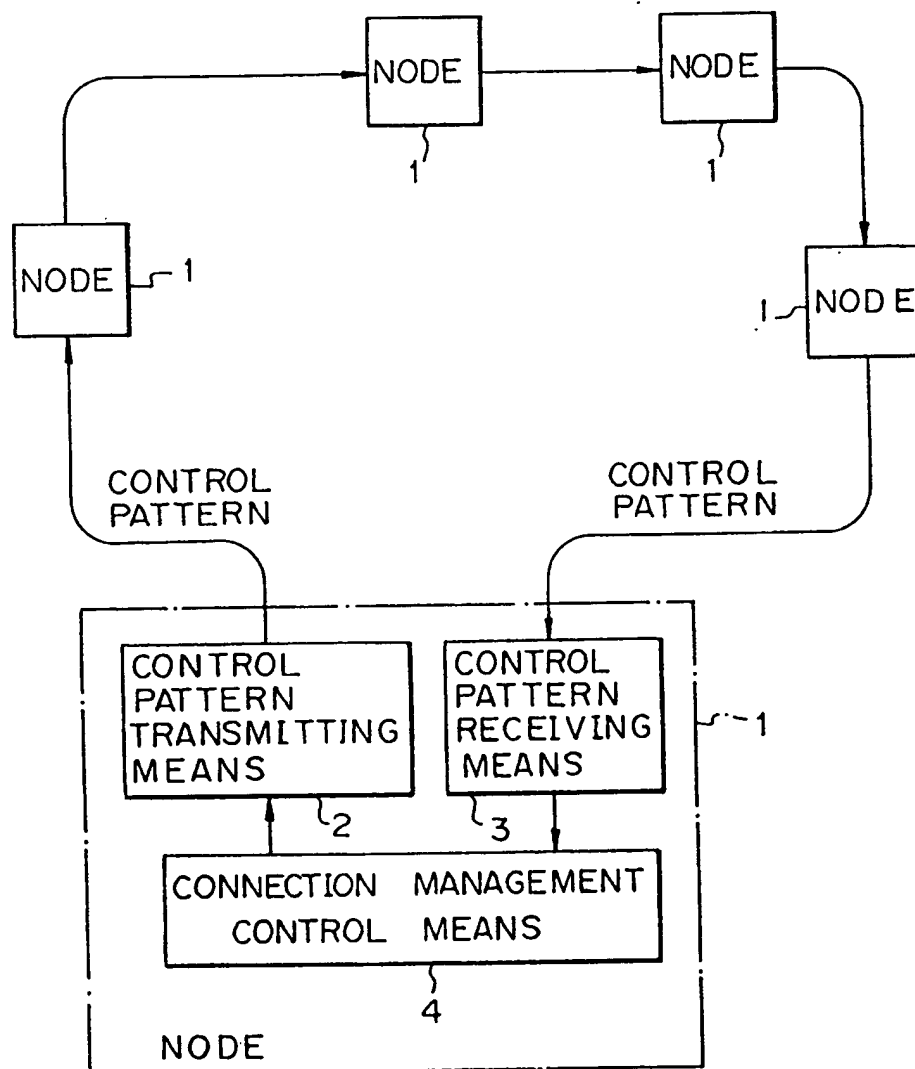 NODE
NODE
1
1
NODE
1
NODE
1
CONTROL
PATTERN
CONTROL
PATTERN
CONTROL
PATTERN
TRANSMITTING
MEANS
2
CONTROL
PATTERN
RECEIVING
MEANS
3
1
CONNECTION MANAGEMENT
CONTROL MEANS
4
NODE